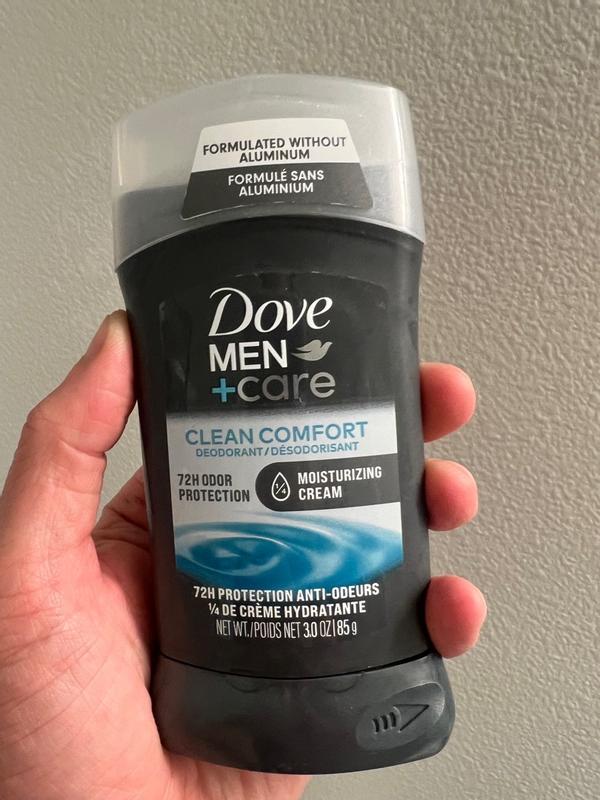 FORMULATED WITHOUT
ALUMINUM
FORMULÉ SANS
ALUMINIUM
Dove
MEN
+care
CLEAN COMFORT
DEODORANT/DÉSODORISANT
72H ODOR
PROTECTION
1/4
MOISTURIZING
CREAM
72H PROTECTION ANTI-ODEURS
1/4 DE CRÈME HYDRATANTE
NET WT./POIDS NET 3.0 OZ | 85 g